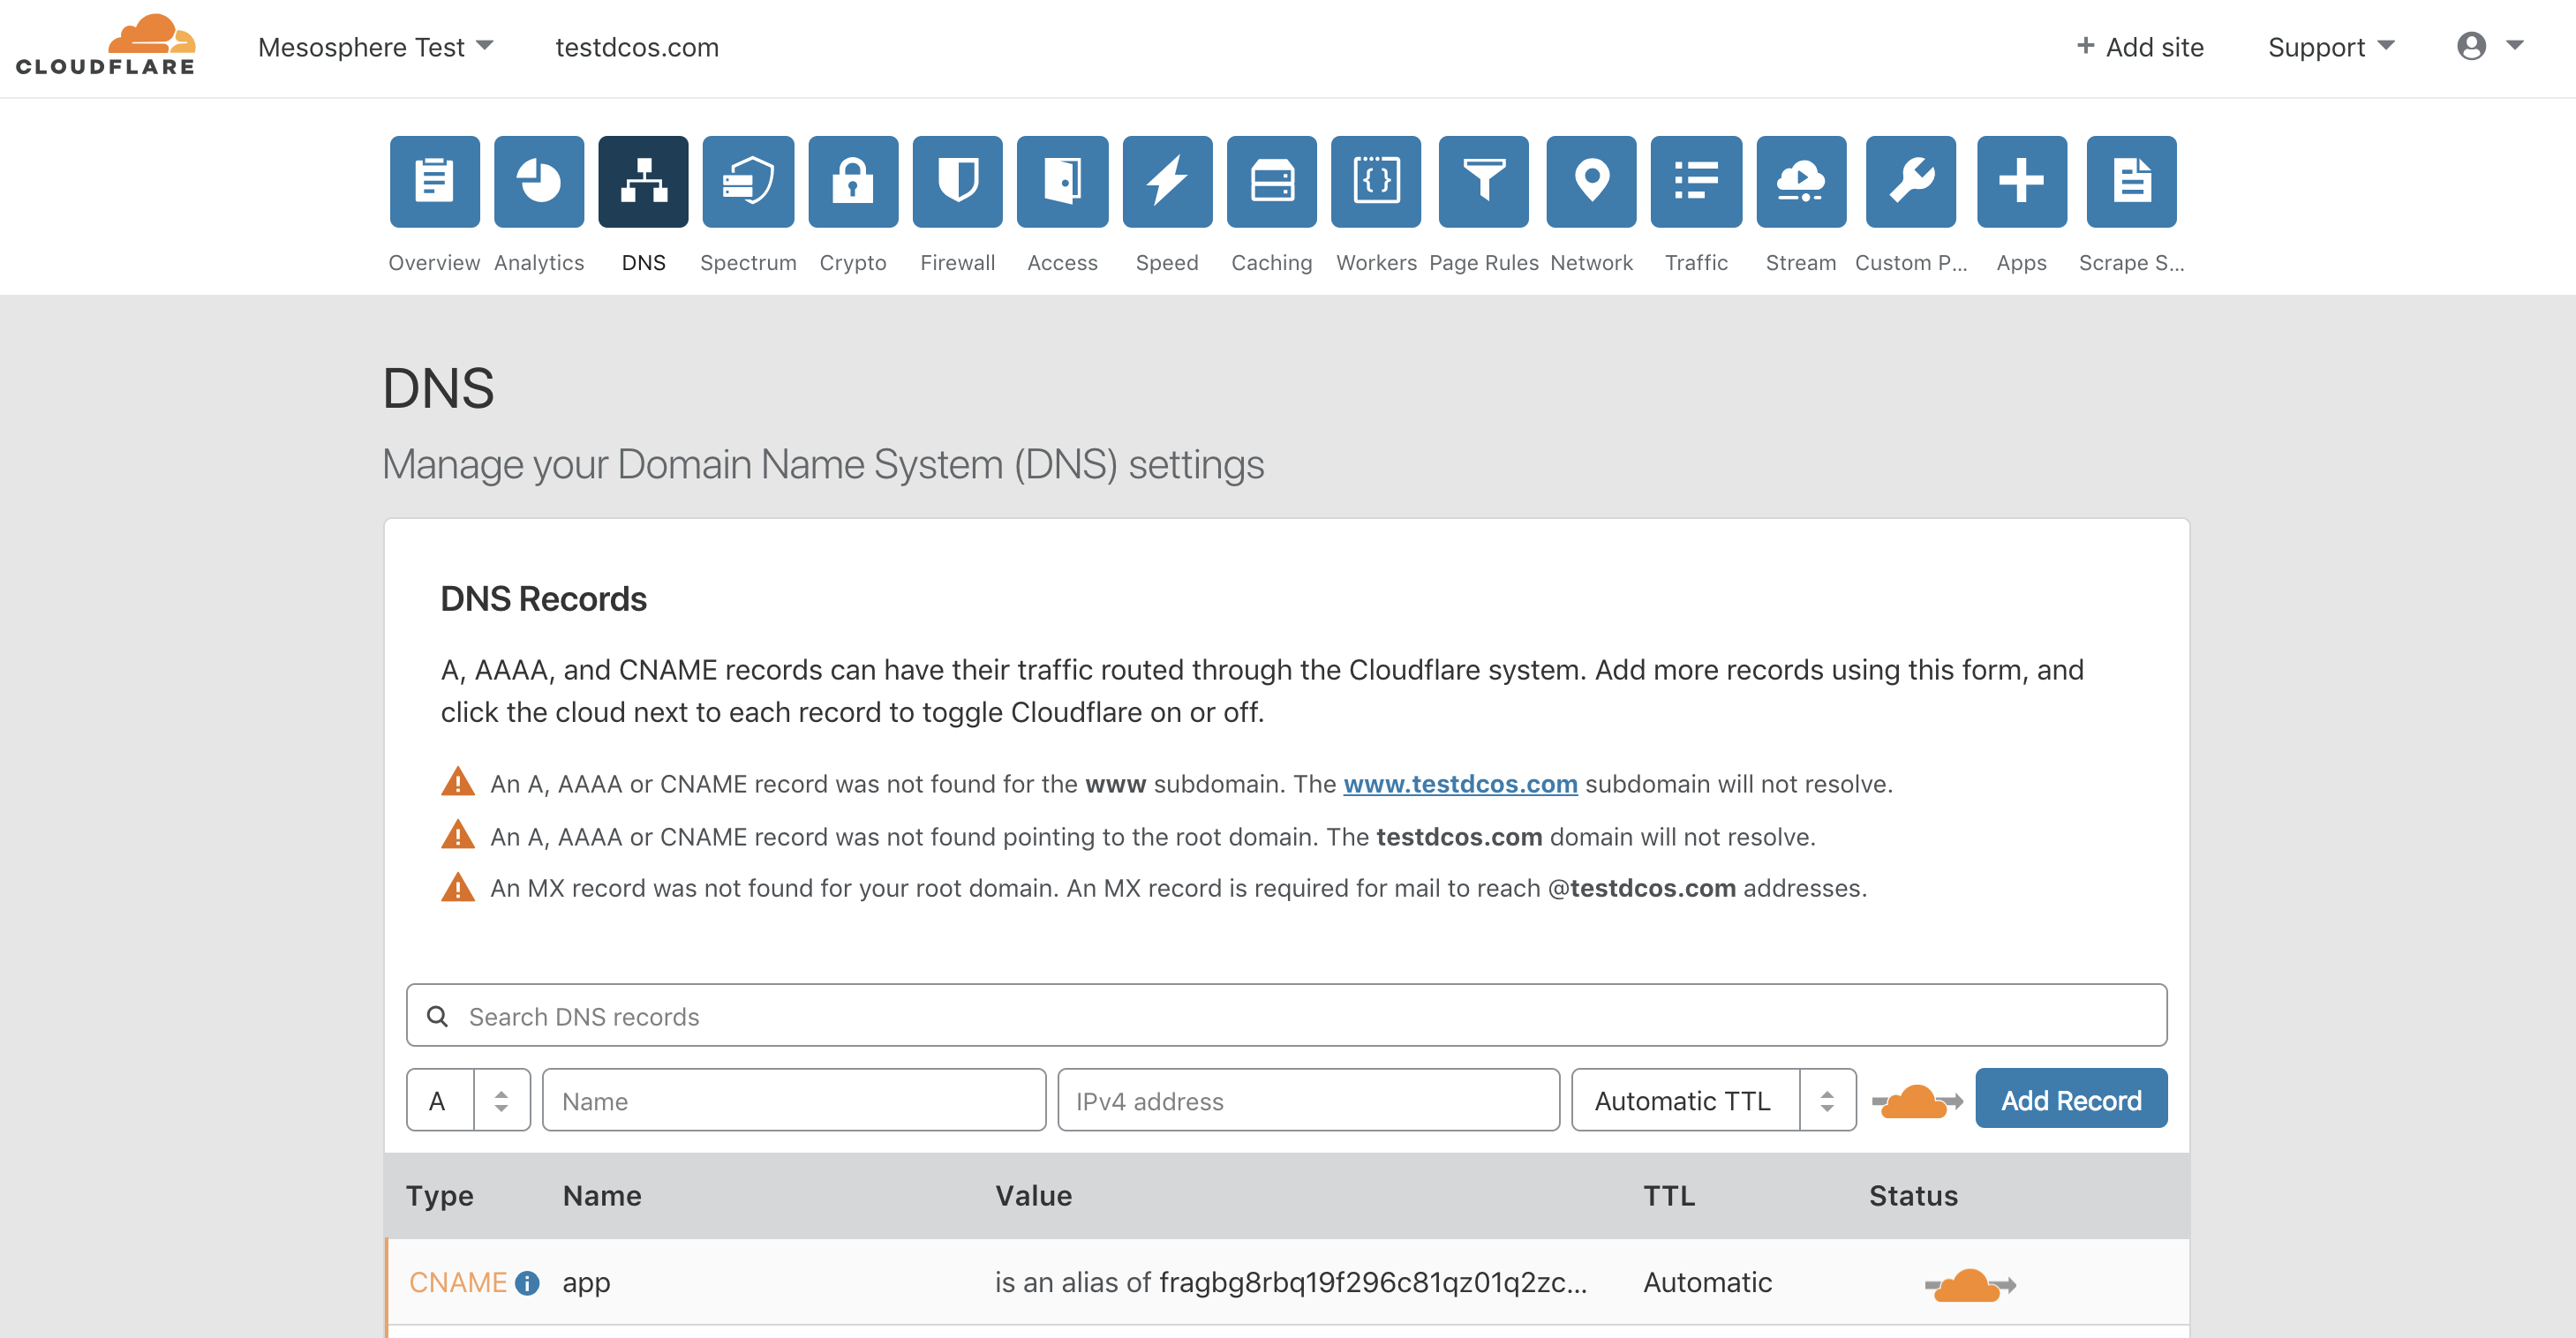 CLOUDFLARE
Mesosphere Test
testdcos.com
+ Add site
Support
Overview Analytics DNS Spectrum Crypto Firewall Access Speed Caching Workers Page Rules Network Traffic Stream Custom P... Apps Scrape S...
DNS
Manage your Domain Name System (DNS) settings
DNS Records
A, AAAA, and CNAME records can have their traffic routed through the Cloudflare system. Add more records using this form, and
click the cloud next to each record to toggle Cloudflare on or off.
An A, AAAA or CNAME record was not found for the www subdomain. The www.testdcos.com subdomain will not resolve.
An A, AAAA or CNAME record was not found pointing to the root domain. The testdcos.com domain will not resolve.
An MX record was not found for your root domain. An MX record is required for mail to reach @testdcos.com addresses.
Search DNS records
A Name IPv4 address Automatic TTL Add Record
Type Name Value TTL Status
CNAME app is an alias of fragbg8rbq19f296c81qz01q2zc... Automatic